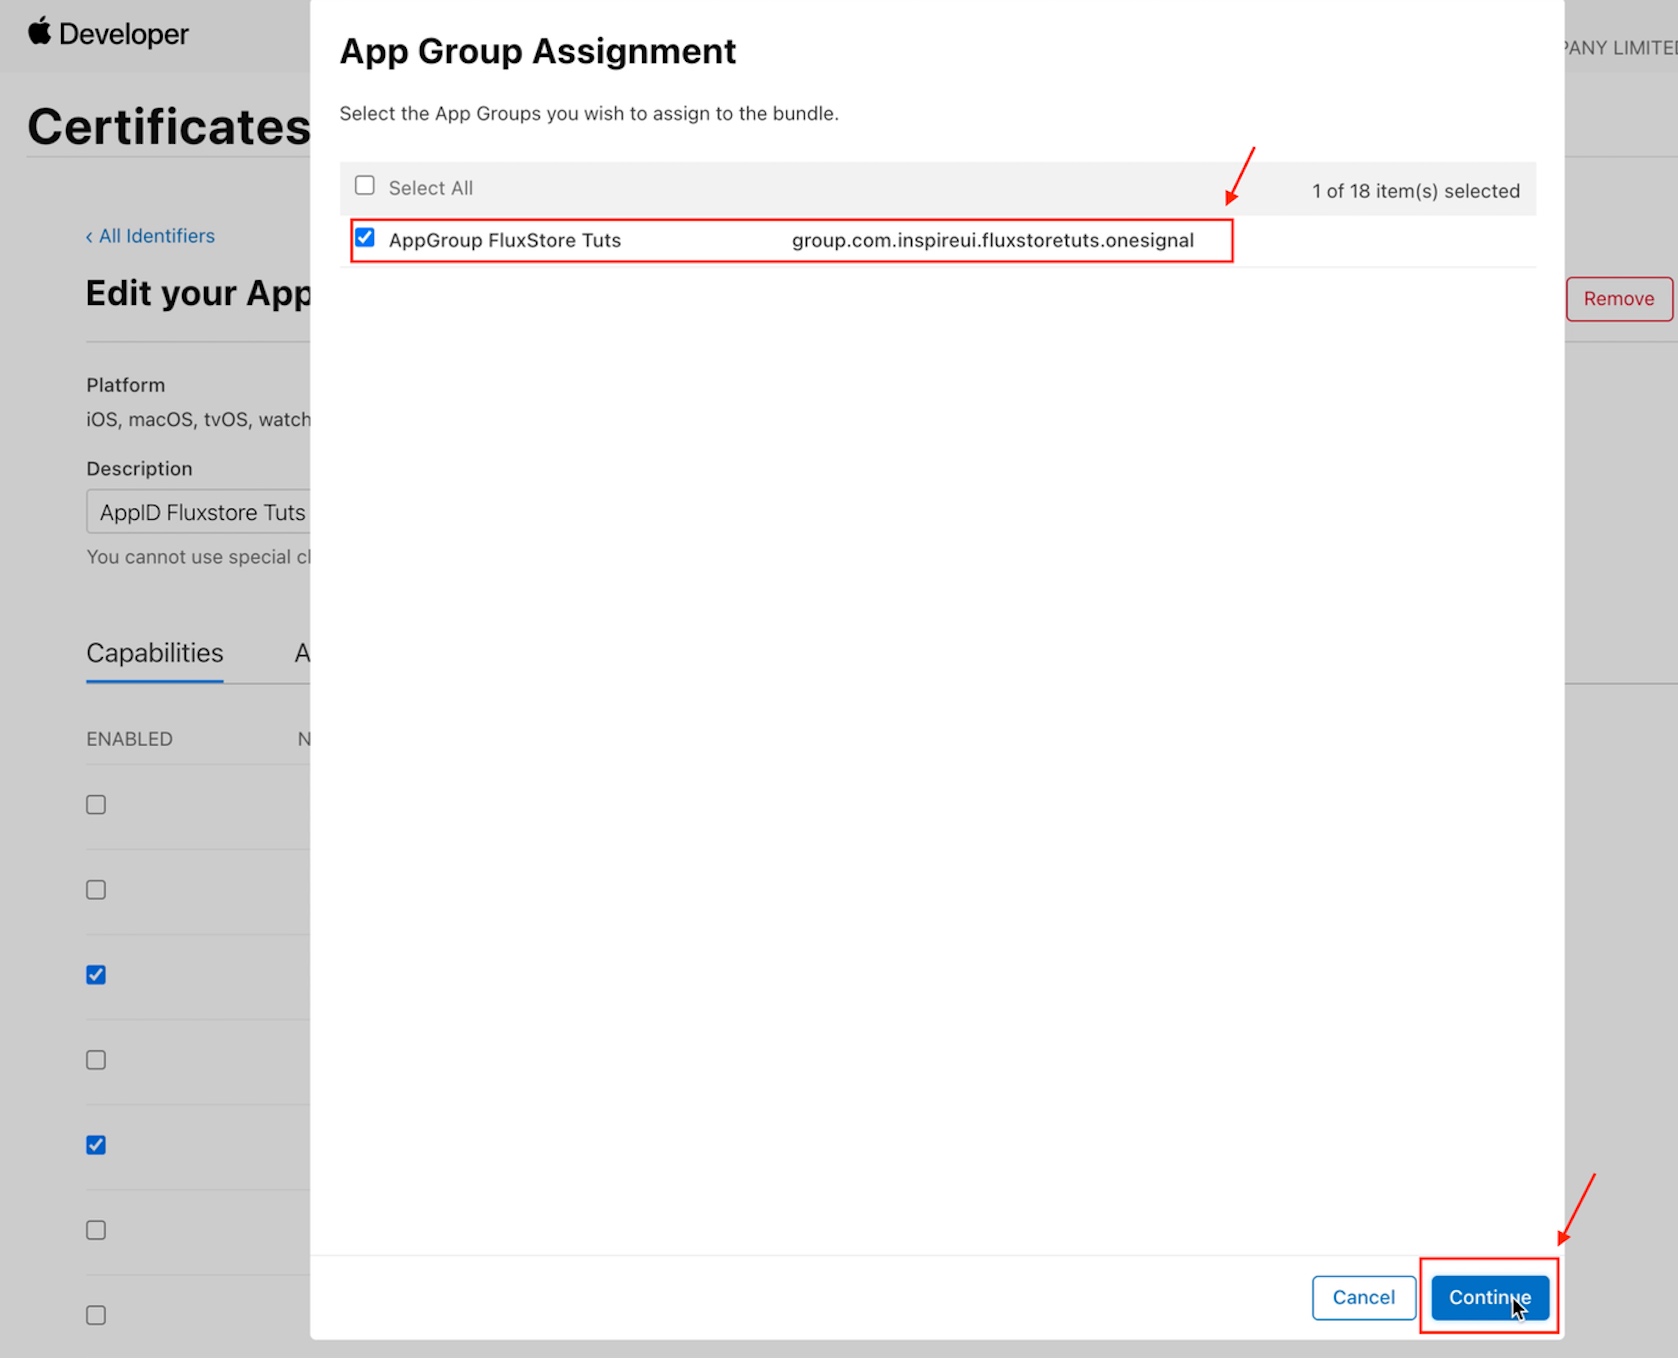 Developer
PANY LIMITED
Certificates
App Group Assignment
Select the App Groups you wish to assign to the bundle.
Select All
1 of 18 item(s) selected
AppGroup FluxStore Tuts group.com.inspireui.fluxstoretuts.onesignal
‹ All Identifiers
Edit your App
Remove
Platform
iOS, macOS, tvOS, watch
Description
AppID Fluxstore Tuts
You cannot use special
Capabilities A
ENABLED N
Cancel
Continue